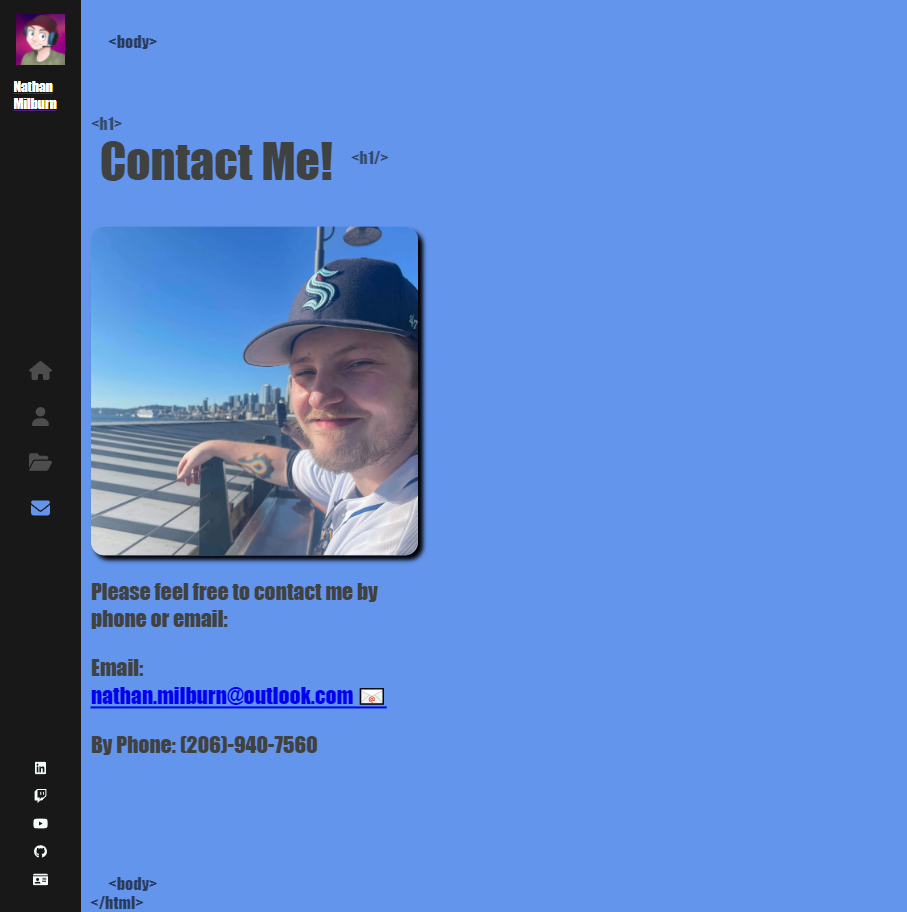 Nathan
Milburn
<body>
<h1>
Contact Me! <h1/>
S
Please feel free to contact me by
phone or email:
Email:
nathan.milburn@outlook.com 📧
By Phone: (206)-940-7560
<body>
</html>